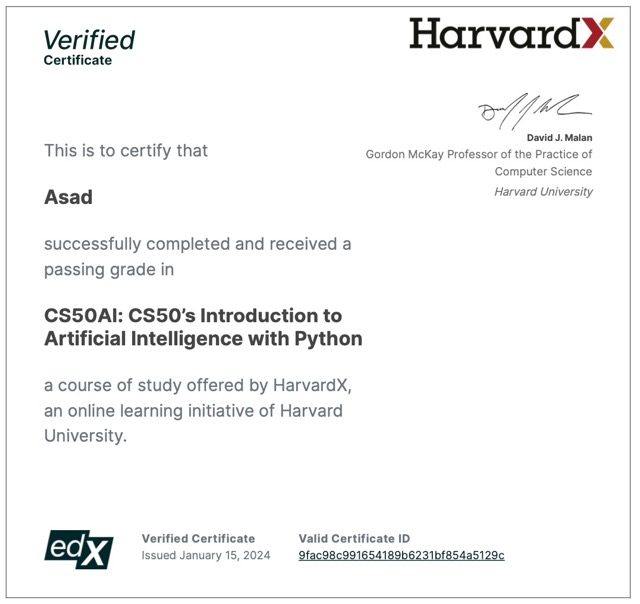 Verified
Certificate
HarvardX
David J. Malan
Gordon McKay Professor of the Practice of
Computer Science
Harvard University
This is to certify that
Asad
successfully completed and received a
passing grade in
CS50AI: CS50’s Introduction to
Artificial Intelligence with Python
a course of study offered by HarvardX,
an online learning initiative of Harvard
University.
edX
Verified Certificate
Issued January 15, 2024
Valid Certificate ID
9fac98c991654189b6231bf854a5129c